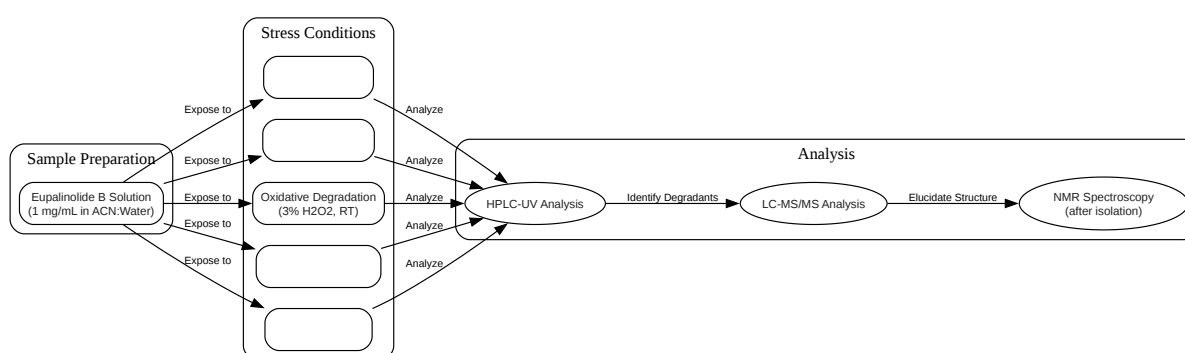 Stress Conditions
Expose to
Analyze
Sample Preparation
Expose to
Analyze
Analysis
Eupalinolide B Solution
(1 mg/mL in ACN:Water)
Expose to
Oxidative Degradation
(3% H2O2, RT)
Analyze
HPLC-UV Analysis
Identify Degradants
LC-MS/MS Analysis
Elucidate Structure
NMR Spectroscopy
(after isolation)
Expose to
Analyze
Expose to
Analyze